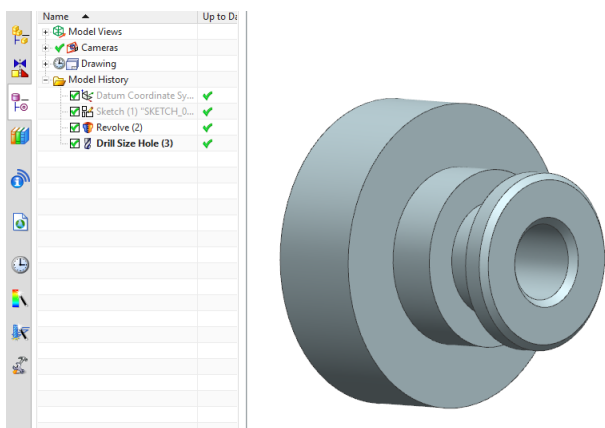 Name Up to Da
Model Views
Cameras
Drawing
Model History
Datum Coordinate Sy...
Sketch (1) "SKETCH_0...
Revolve (2)
Drill Size Hole (3)